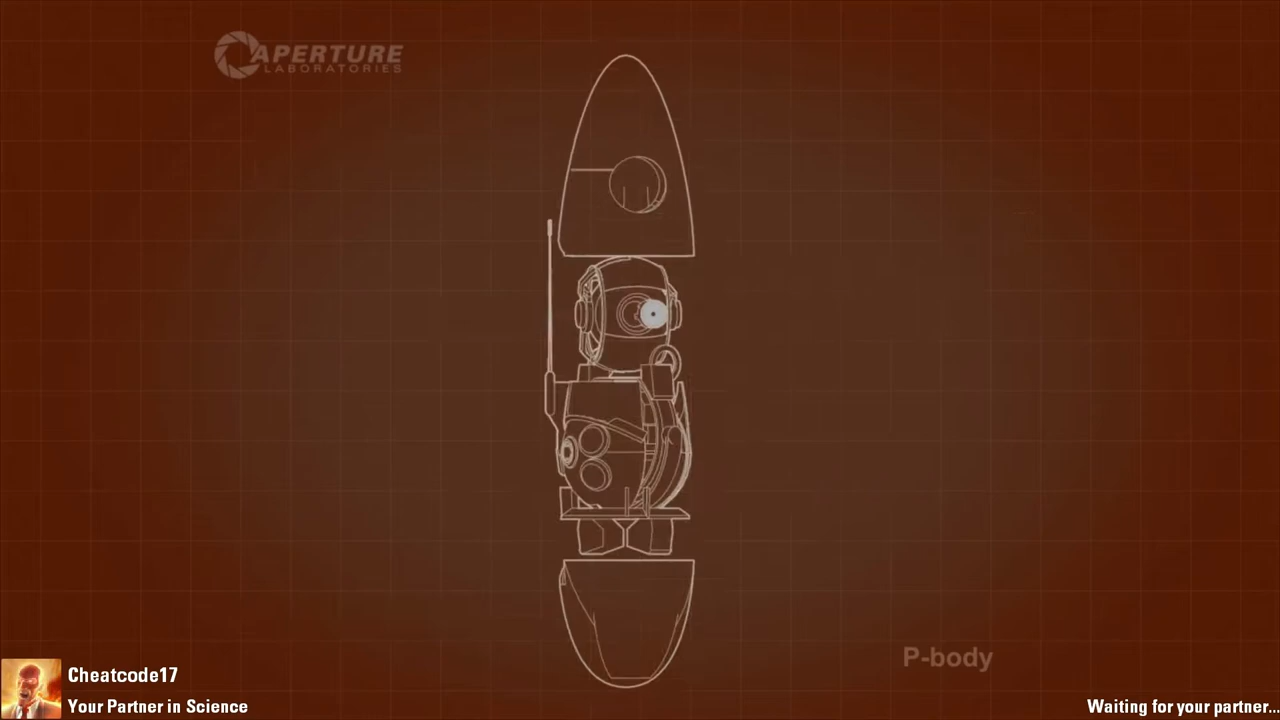 APERTURE
LABORATORIES
P-body
Cheatcode17
Your Partner in Science
Waiting for your partner...